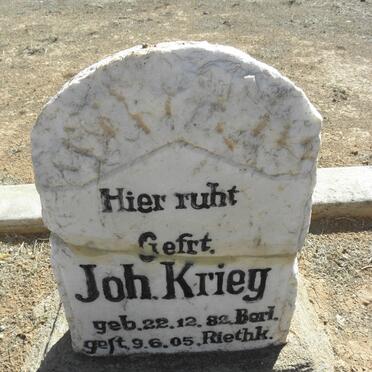 Hier ruht
Gefrt.
Joh. Krieg
geb. 22.12.82. Berl.
gest. 9.6.05. Riethk.